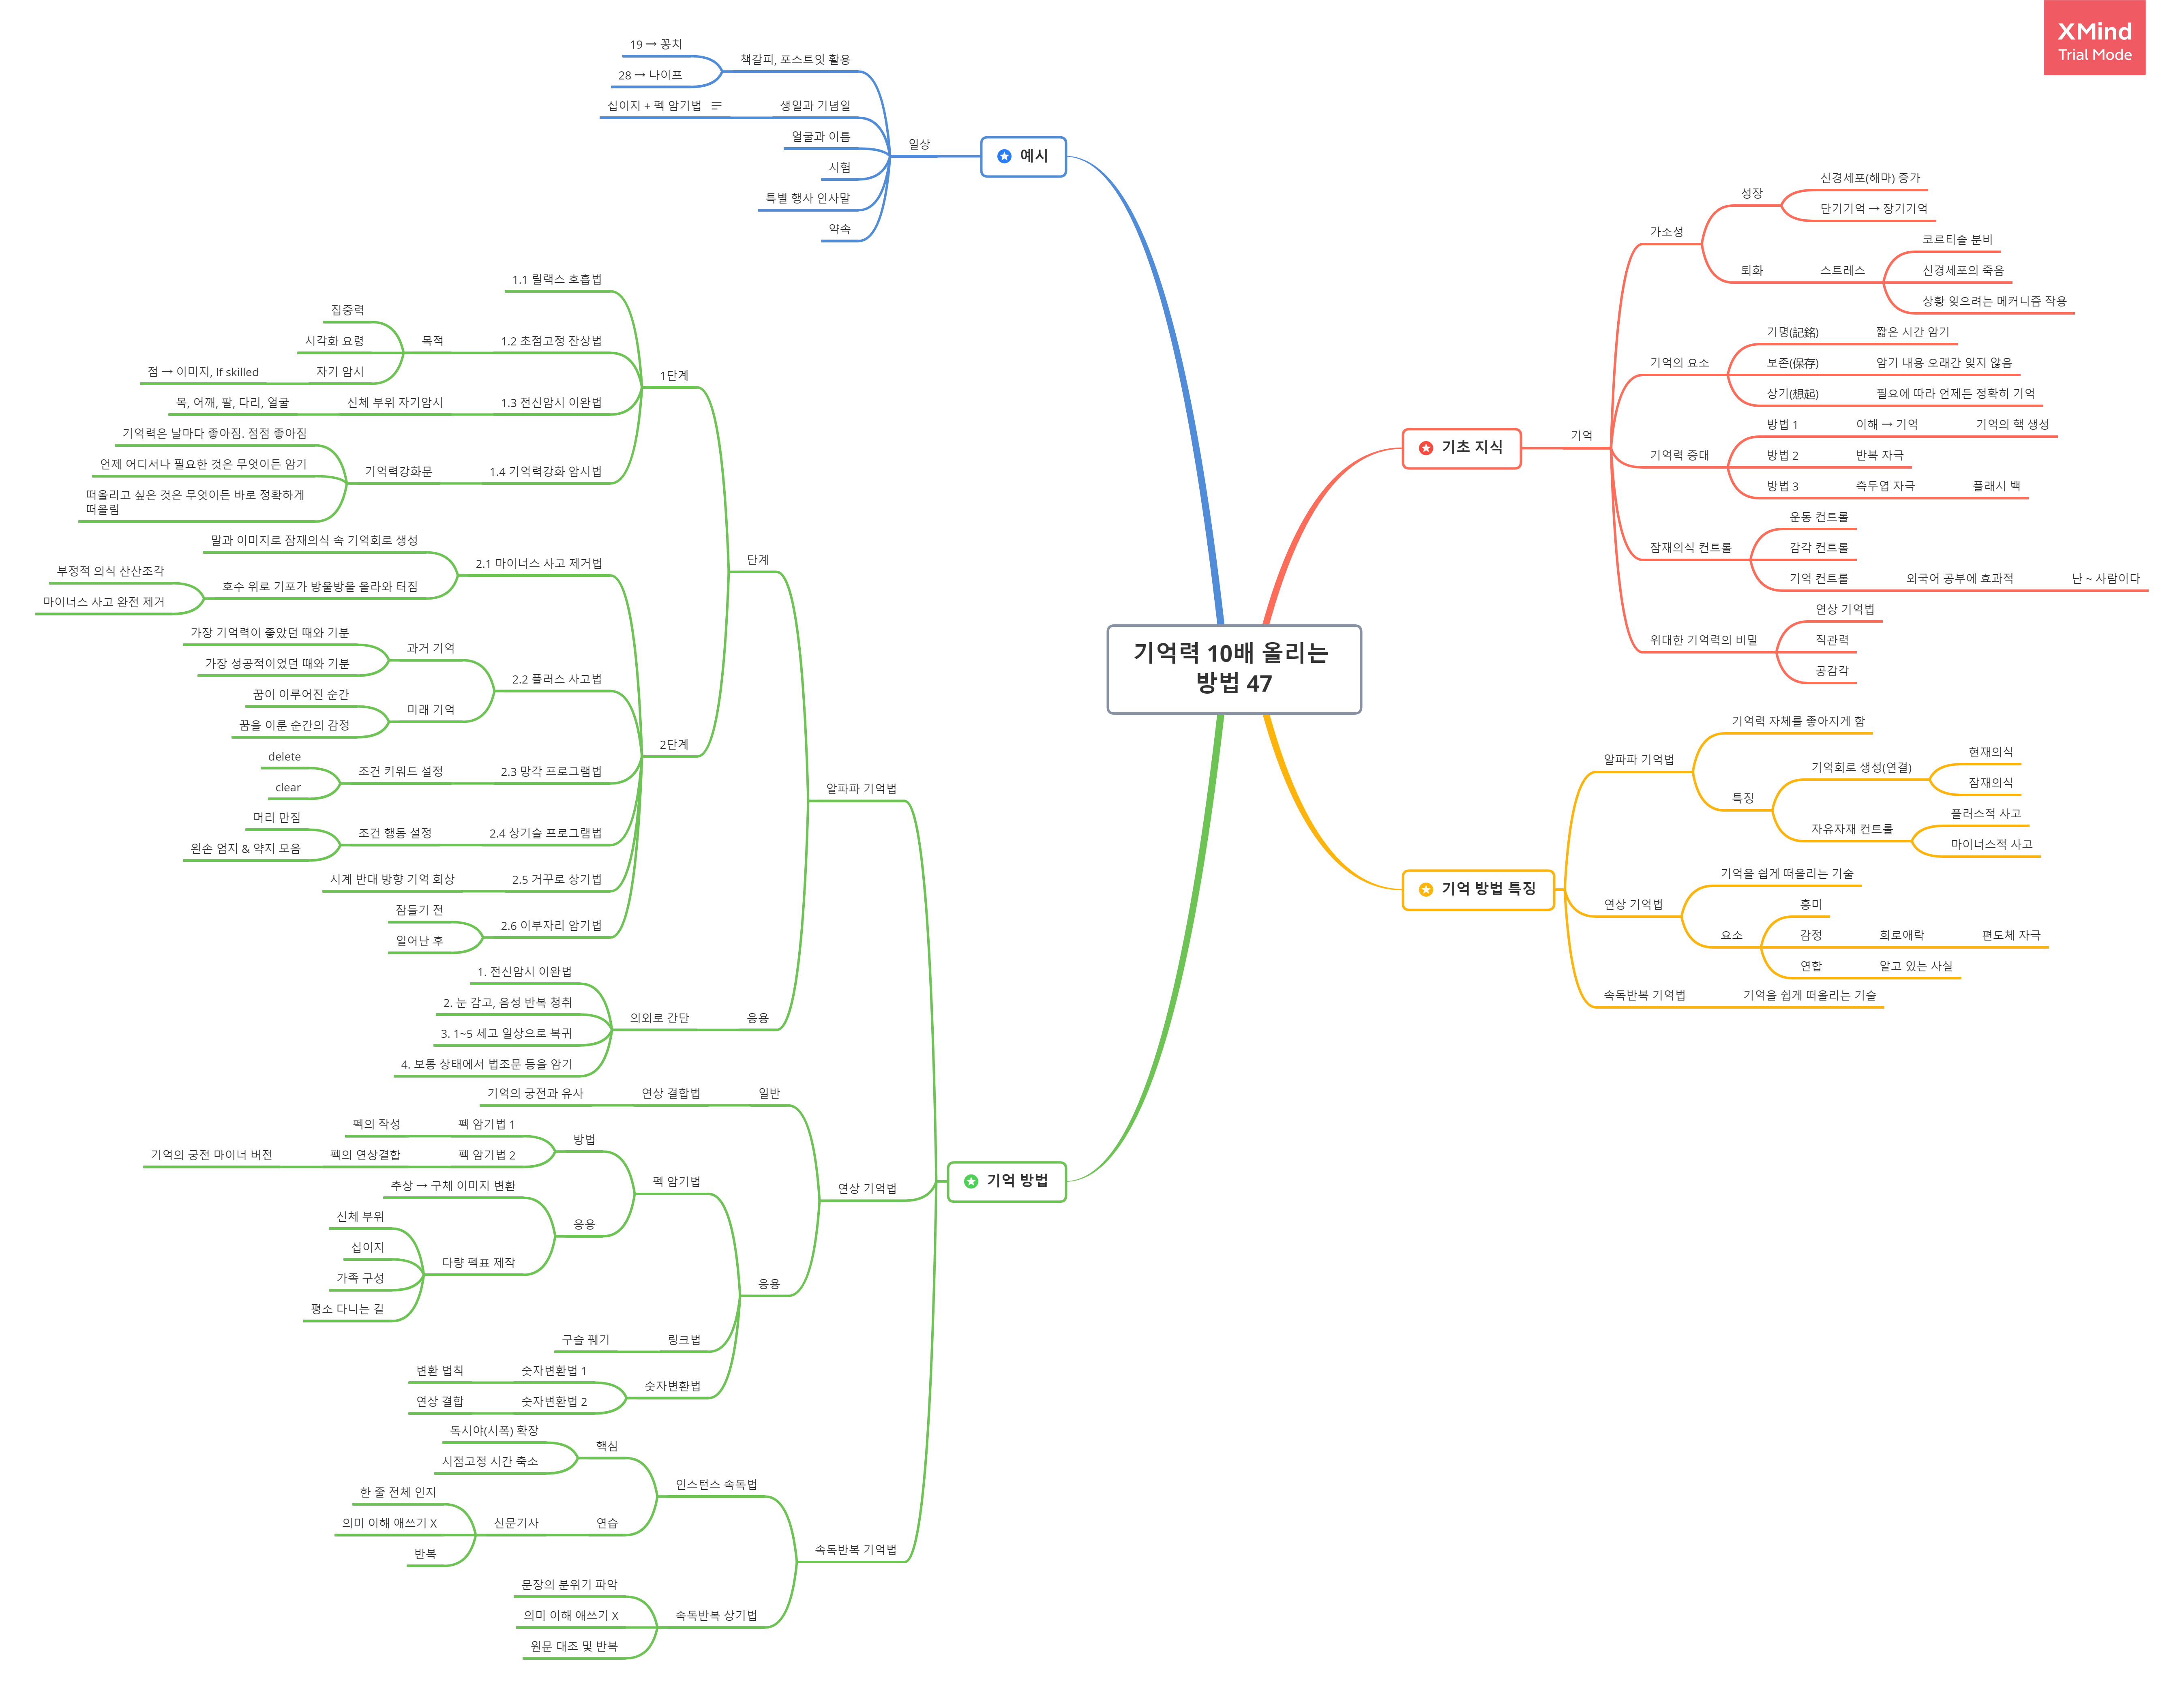 XMind
Trial Mode
기억력 10배 올리는
방법 47
기초 지식
기억
가소성
성장
신경세포(해마) 증가
단기기억 → 장기기억
퇴화
스트레스
코르티솔 분비
신경세포의 죽음
상황 잊으려는 메커니즘 작용
기억의 요소
기명(記銘)
짧은 시간 암기
보존(保存)
암기 내용 오래간 잊지 않음
상기(想起)
필요에 따라 언제든 정확히 기억
기억력 증대
방법 1
이해 → 기억
기억의 핵 생성
방법 2
반복 자극
방법 3
측두엽 자극
플래시 백
잠재의식 컨트롤
운동 컨트롤
감각 컨트롤
기억 컨트롤
외국어 공부에 효과적
난 ~ 사람이다
위대한 기억력의 비밀
연상 기억법
직관력
공감각
기억 방법 특징
알파파 기억법
기억력 자체를 좋아지게 함
특징
기억회로 생성(연결)
현재의식
잠재의식
자유자재 컨트롤
플러스적 사고
마이너스적 사고
연상 기억법
기억을 쉽게 떠올리는 기술
요소
흥미
감정
희로애락
편도체 자극
연합
알고 있는 사실
속독반복 기억법
기억을 쉽게 떠올리는 기술
예시
일상
책갈피, 포스트잇 활용
19 → 꽁치
28 → 나이프
생일과 기념일
십이지 + 펙 암기법
얼굴과 이름
시험
특별 행사 인사말
약속
기억 방법
알파파 기억법
단계
1단계
1.1 릴랙스 호흡법
1.2 초점고정 잔상법
목적
집중력
시각화 요령
자기 암시
점 → 이미지, If skilled
1.3 전신암시 이완법
신체 부위 자기암시
목, 어깨, 팔, 다리, 얼굴
1.4 기억력강화 암시법
기억력강화문
기억력은 날마다 좋아짐. 점점 좋아짐
언제 어디서나 필요한 것은 무엇이든 암기
떠올리고 싶은 것은 무엇이든 바로 정확하게
떠올림
2단계
2.1 마이너스 사고 제거법
말과 이미지로 잠재의식 속 기억회로 생성
호수 위로 기포가 방울방울 올라와 터짐
부정적 의식 산산조각
마이너스 사고 완전 제거
2.2 플러스 사고법
과거 기억
가장 기억력이 좋았던 때와 기분
가장 성공적이었던 때와 기분
미래 기억
꿈이 이루어진 순간
꿈을 이룬 순간의 감정
2.3 망각 프로그램법
조건 키워드 설정
delete
clear
2.4 상기술 프로그램법
조건 행동 설정
머리 만짐
왼손 엄지 & 약지 모음
2.5 거꾸로 상기법
시계 반대 방향 기억 회상
2.6 이부자리 암기법
잠들기 전
일어난 후
응용
의외로 간단
1. 전신암시 이완법
2. 눈 감고, 음성 반복 청취
3. 1~5 세고 일상으로 복귀
4. 보통 상태에서 법조문 등을 암기
연상 기억법
일반
연상 결합법
기억의 궁전과 유사
응용
펙 암기법
방법
펙 암기법 1
펙의 작성
펙 암기법 2
펙의 연상결합
기억의 궁전 마이너 버전
응용
추상 → 구체 이미지 변환
다량 펙표 제작
신체 부위
십이지
가족 구성
평소 다니는 길
링크법
구슬 꿰기
숫자변환법
숫자변환법 1
변환 법칙
숫자변환법 2
연상 결합
속독반복 기억법
인스턴스 속독법
핵심
독시야(시폭) 확장
시점고정 시간 축소
연습
신문기사
한 줄 전체 인지
의미 이해 애쓰기 X
반복
속독반복 상기법
문장의 분위기 파악
의미 이해 애쓰기 X
원문 대조 및 반복